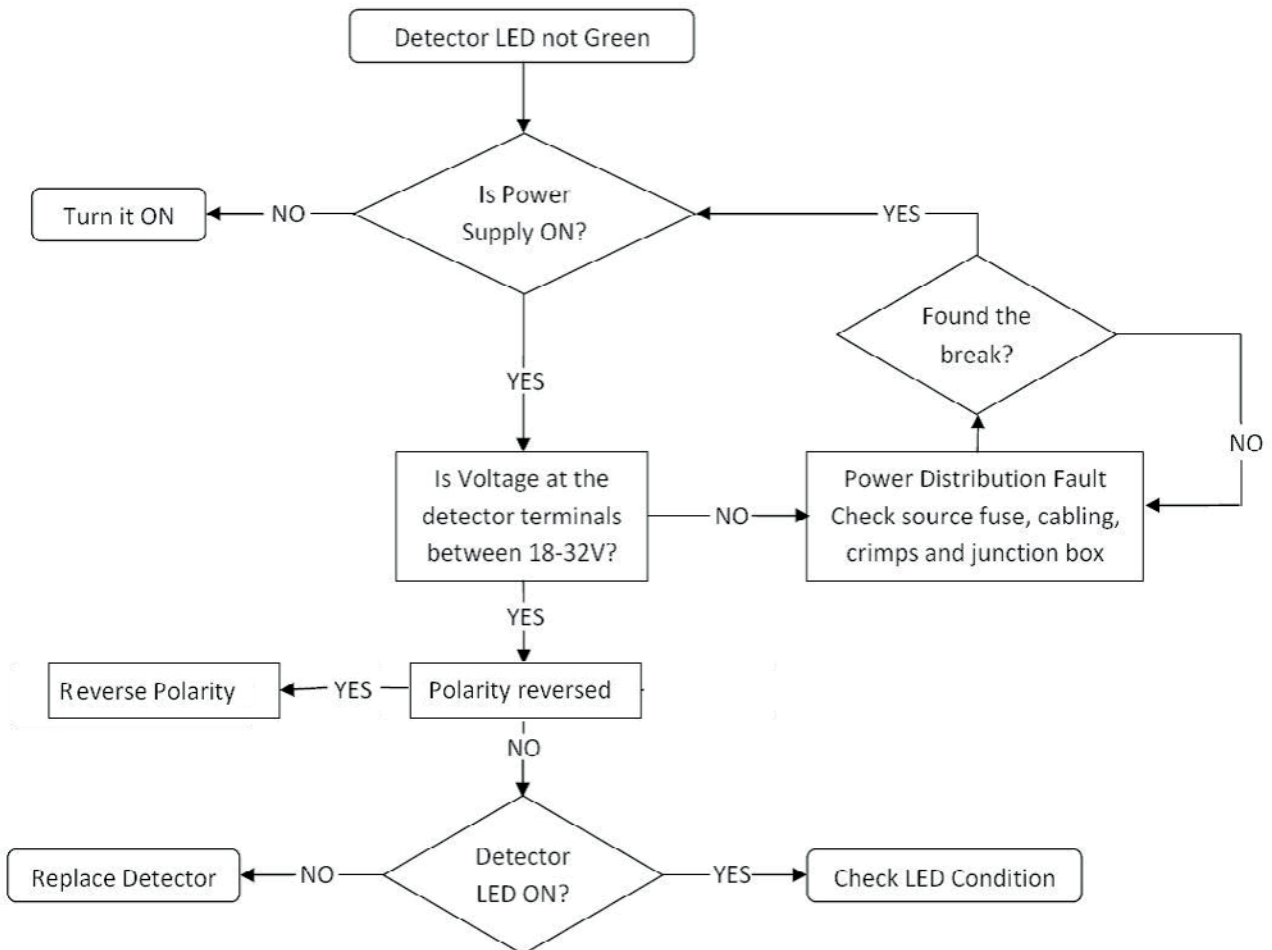 Detector LED not Green
Is Power
Supply ON?
NO
Turn it ON
YES
Found the
break?
YES
NO
Is Voltage at the
detector terminals
between 18-32V?
NO
Power Distribution Fault
Check source fuse, cabling,
crimps and junction box
YES
Reverse Polarity
YES
Polarity reversed
NO
Detector
LED ON?
NO
Replace Detector
YES
Check LED Condition